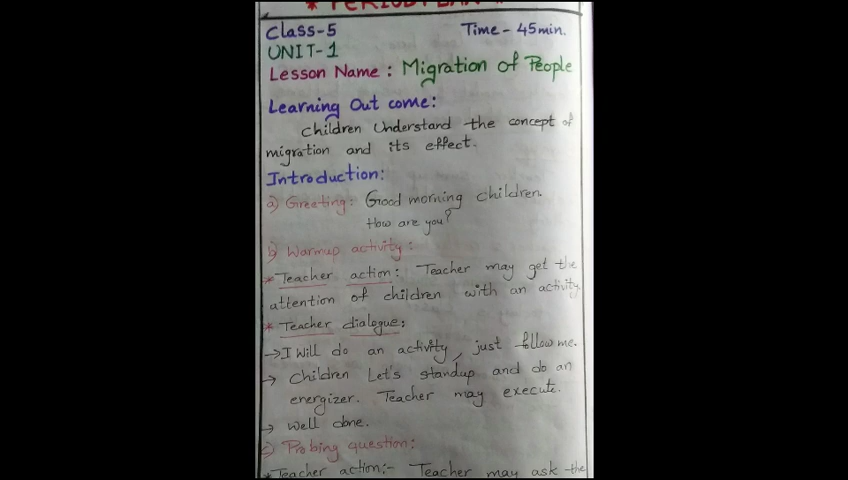 * PERIOD PLAN *
Class-5 Time - 45min.
UNIT-1
Lesson Name : Migration of People
Learning Out come:
Children Understand the concept of
migration and its effect.
Introduction:
a) Greeting: Good morning children.
How are you?
b) Warmup activity:
* Teacher action: Teacher may get the
attention of children with an activity.
* Teacher dialogue:
→ I will do an activity, just follow me.
→ Children Let's standup and do an
energizer. Teacher may execute.
→ Well done.
c) Probing question:
* Teacher action:- Teacher may ask the